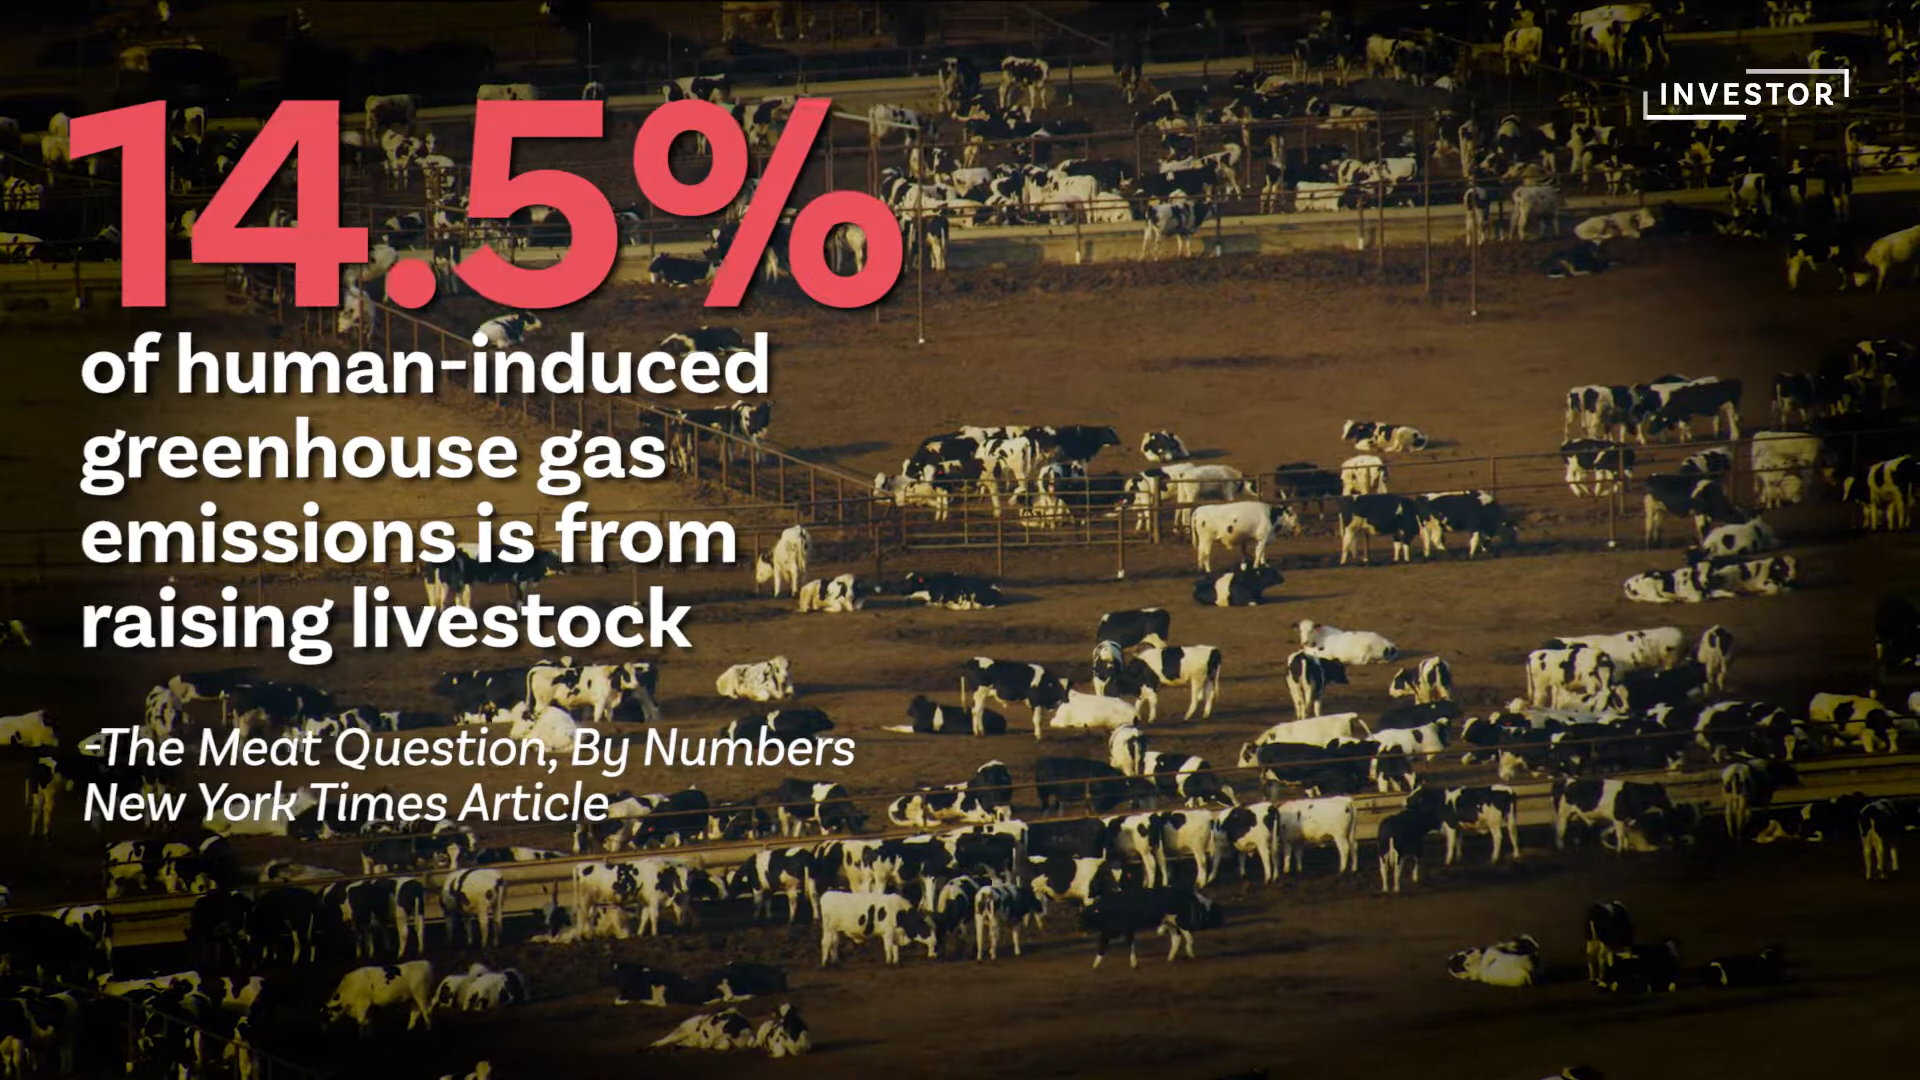 INVESTOR
14.5%
of human-induced
greenhouse gas
emissions is from
raising livestock
-The Meat Question, By Numbers
New York Times Article